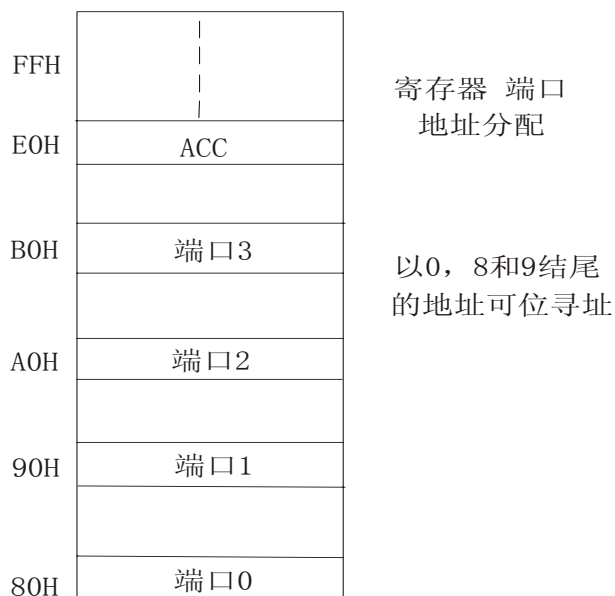 FFH
寄存器 端口
地址分配
E0H
ACC
B0H
端口3
以0，8和9结尾
的地址可位寻址
A0H
端口2
90H
端口1
80H
端口0